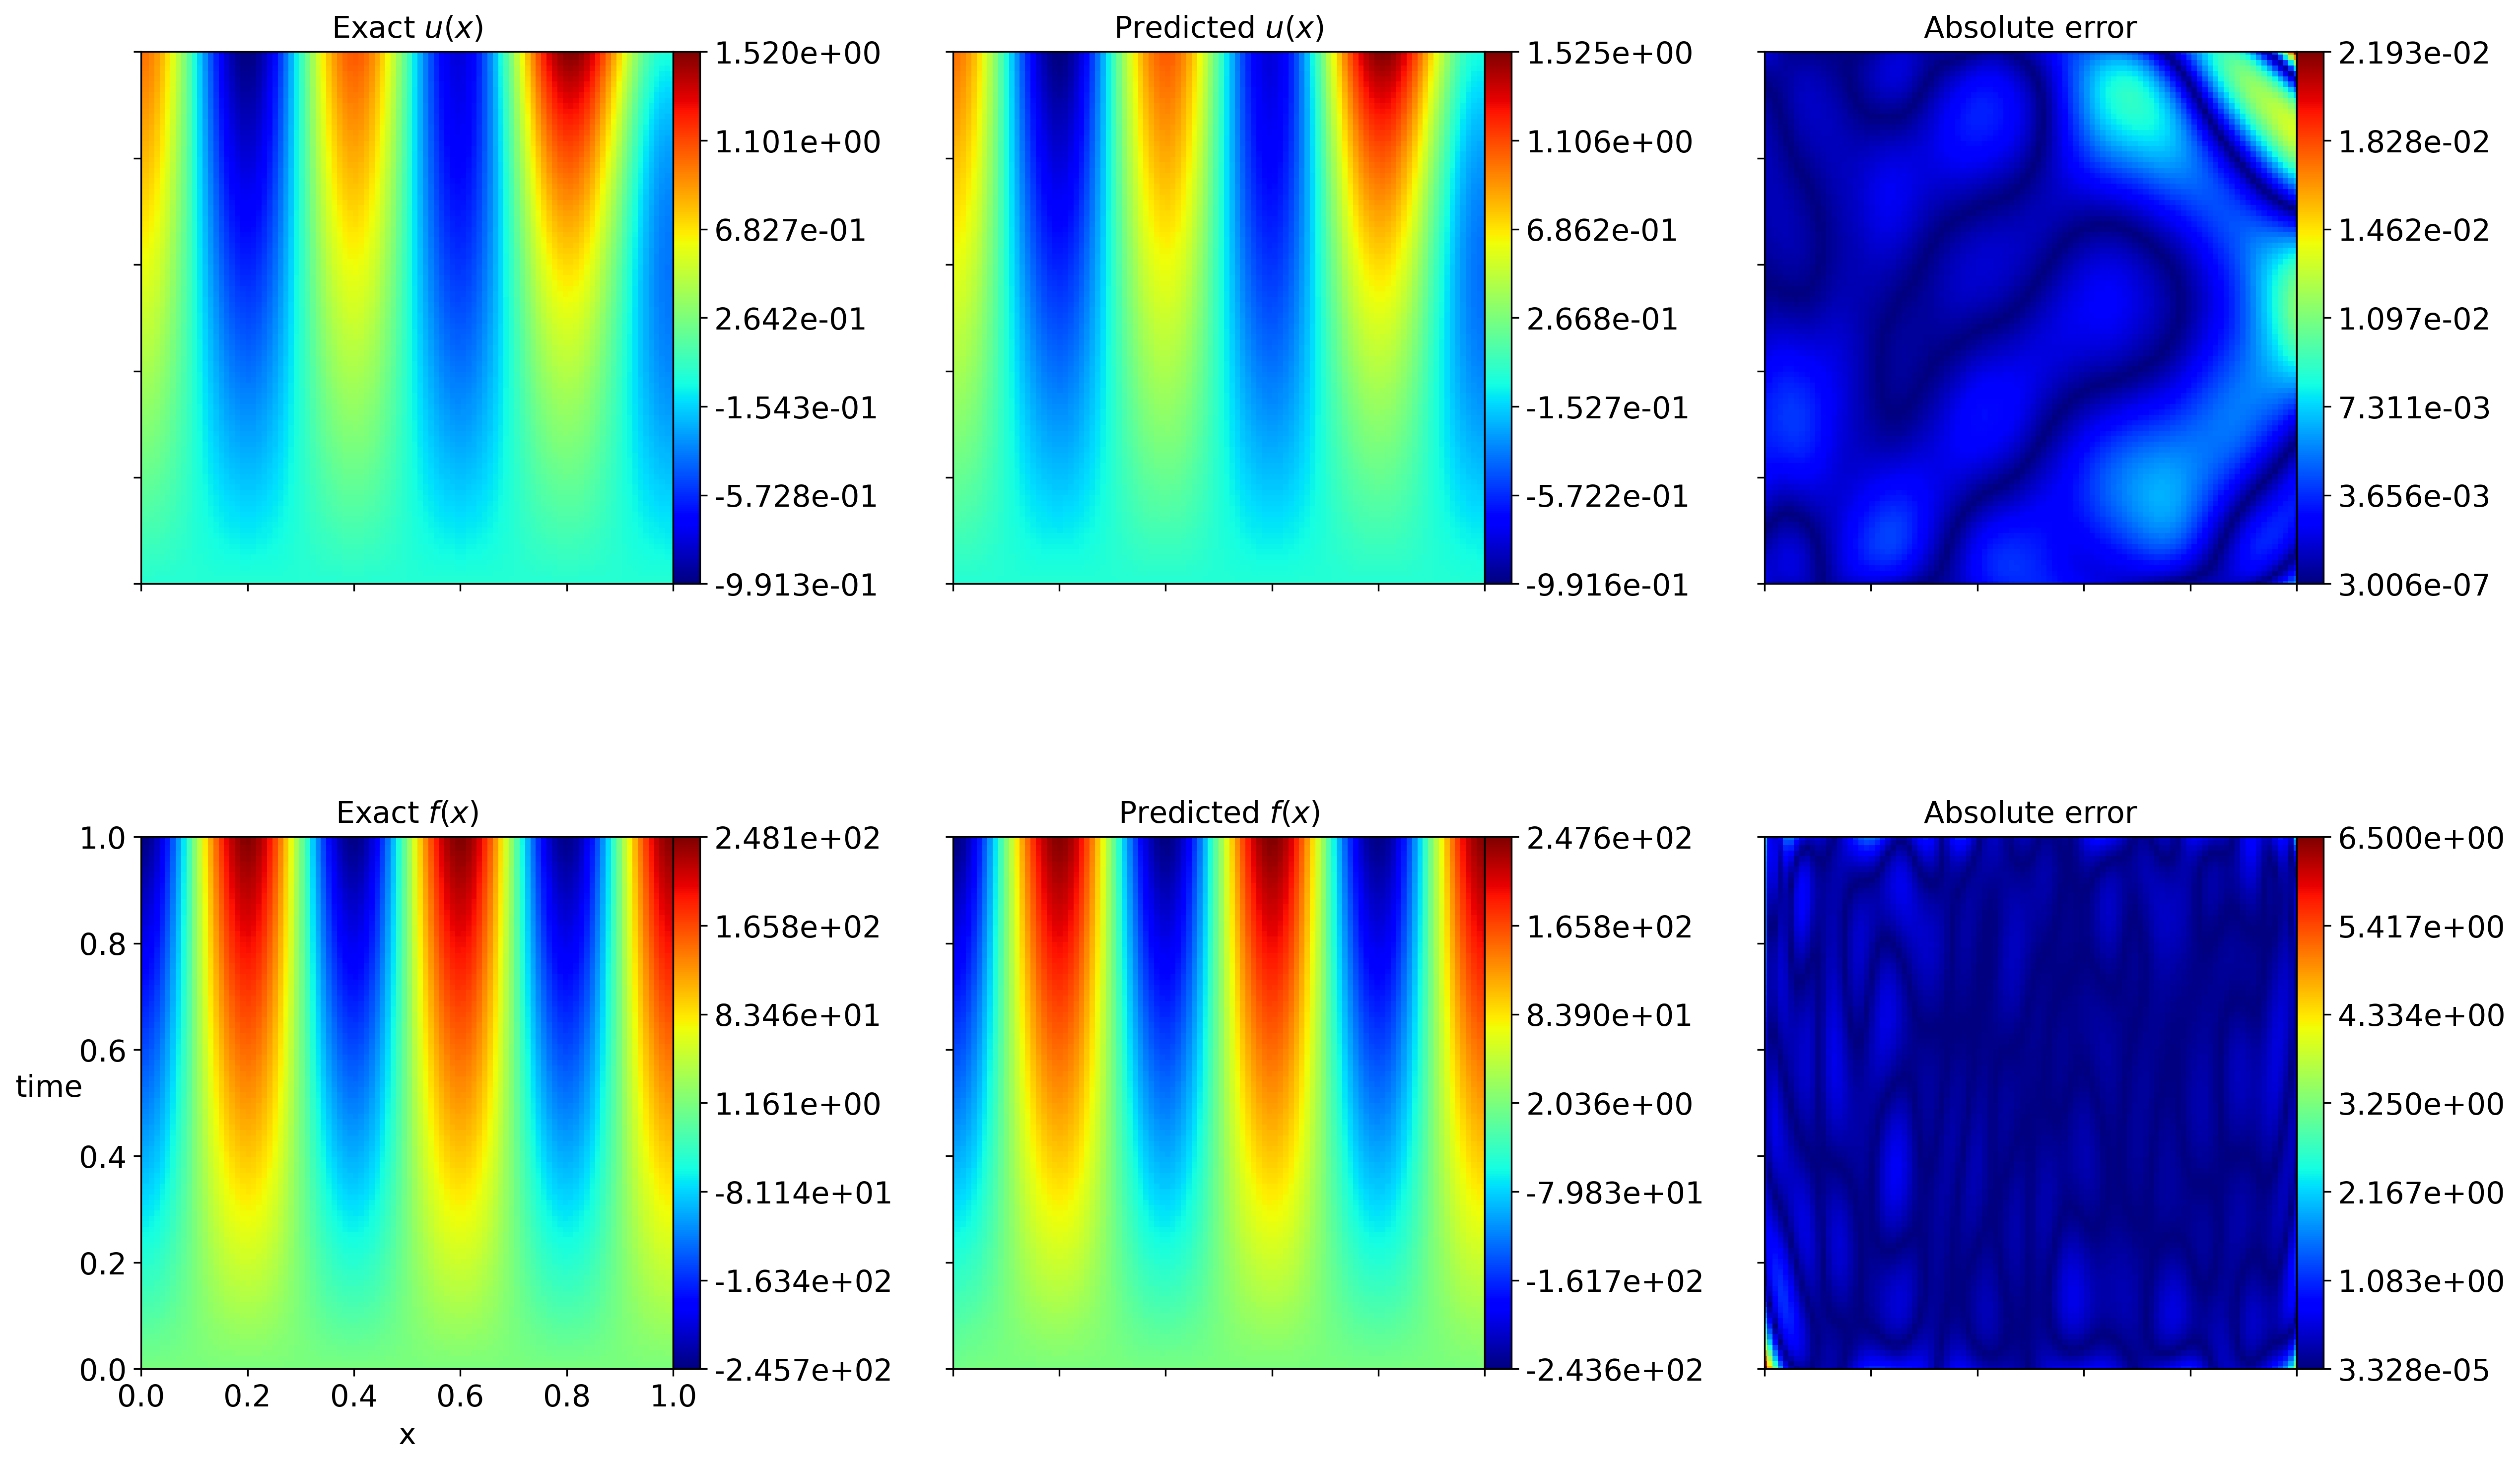 Exact u(x)
Predicted u(x)
Absolute error
1.520e+00
1.101e+00
6.827e-01
2.642e-01
-1.543e-01
-5.728e-01
-9.913e-01
1.525e+00
1.106e+00
6.862e-01
2.668e-01
-1.527e-01
-5.722e-01
-9.916e-01
2.193e-02
1.828e-02
1.462e-02
1.097e-02
7.311e-03
3.656e-03
3.006e-07
Exact f(x)
Predicted f(x)
Absolute error
time
1.0
0.8
0.6
0.4
0.2
0.0
0.0 0.2 0.4 0.6 0.8 1.0
x
2.481e+02
1.658e+02
8.346e+01
1.161e+00
-8.114e+01
-1.634e+02
-2.457e+02
2.476e+02
1.658e+02
8.390e+01
2.036e+00
-7.983e+01
-1.617e+02
-2.436e+02
6.500e+00
5.417e+00
4.334e+00
3.250e+00
2.167e+00
1.083e+00
3.328e-05